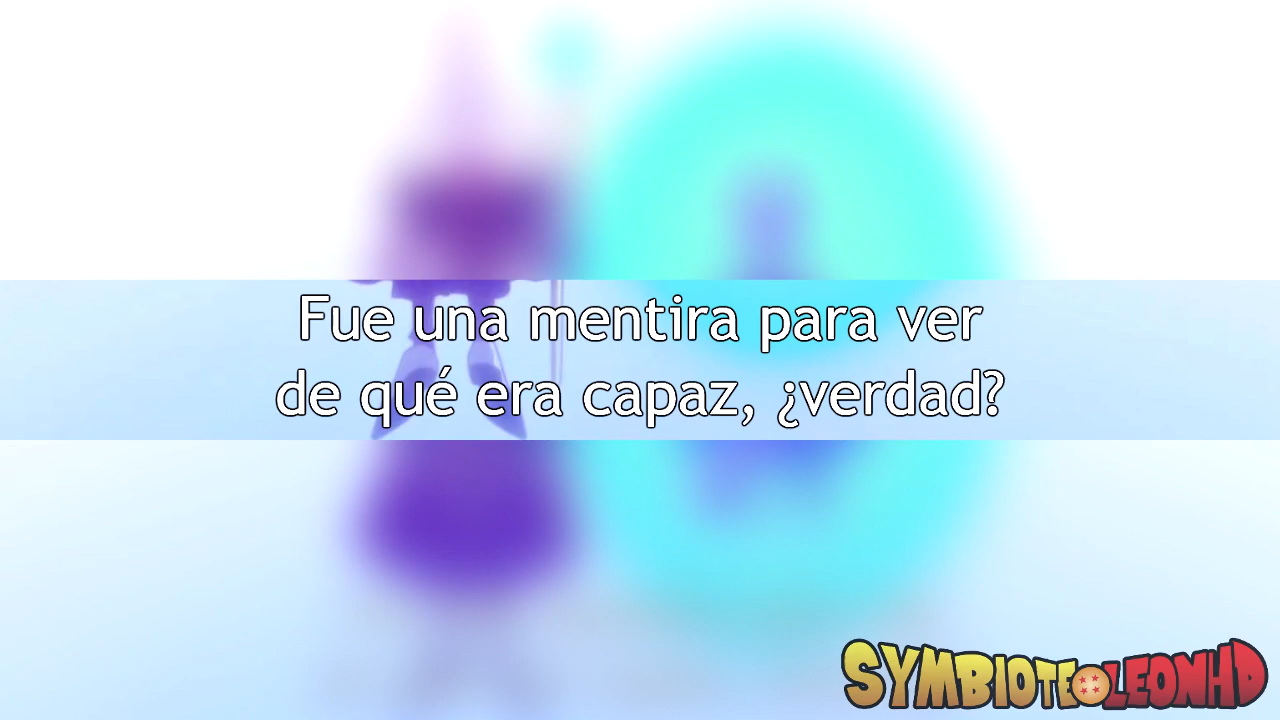 Fue una mentira para ver
de qué era capaz, ¿verdad?
SYMBIOTELEONHD